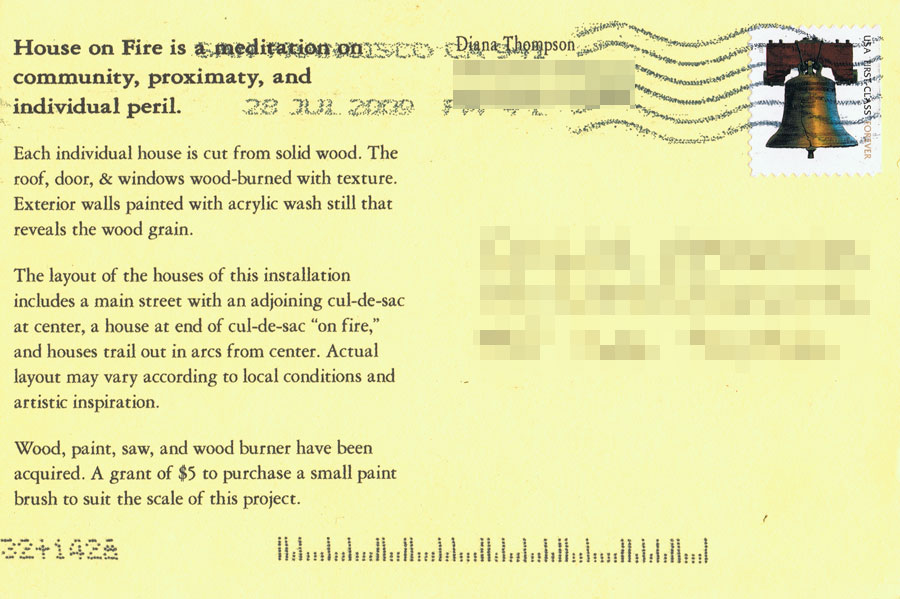 House on Fire is a meditation on
community, proximaty, and
individual peril.
SAN FRANCISCO CA 941
28 JUL 2009 PM 4 L
Each individual house is cut from solid wood. The
roof, door, & windows wood-burned with texture.
Exterior walls painted with acrylic wash still that
reveals the wood grain.
The layout of the houses of this installation
includes a main street with an adjoining cul-de-sac
at center, a house at end of cul-de-sac “on fire,”
and houses trail out in arcs from center. Actual
layout may vary according to local conditions and
artistic inspiration.
Wood, paint, saw, and wood burner have been
acquired. A grant of $5 to purchase a small paint
brush to suit the scale of this project.
Diana Thompson
USA FIRST-CLASS FOREVER